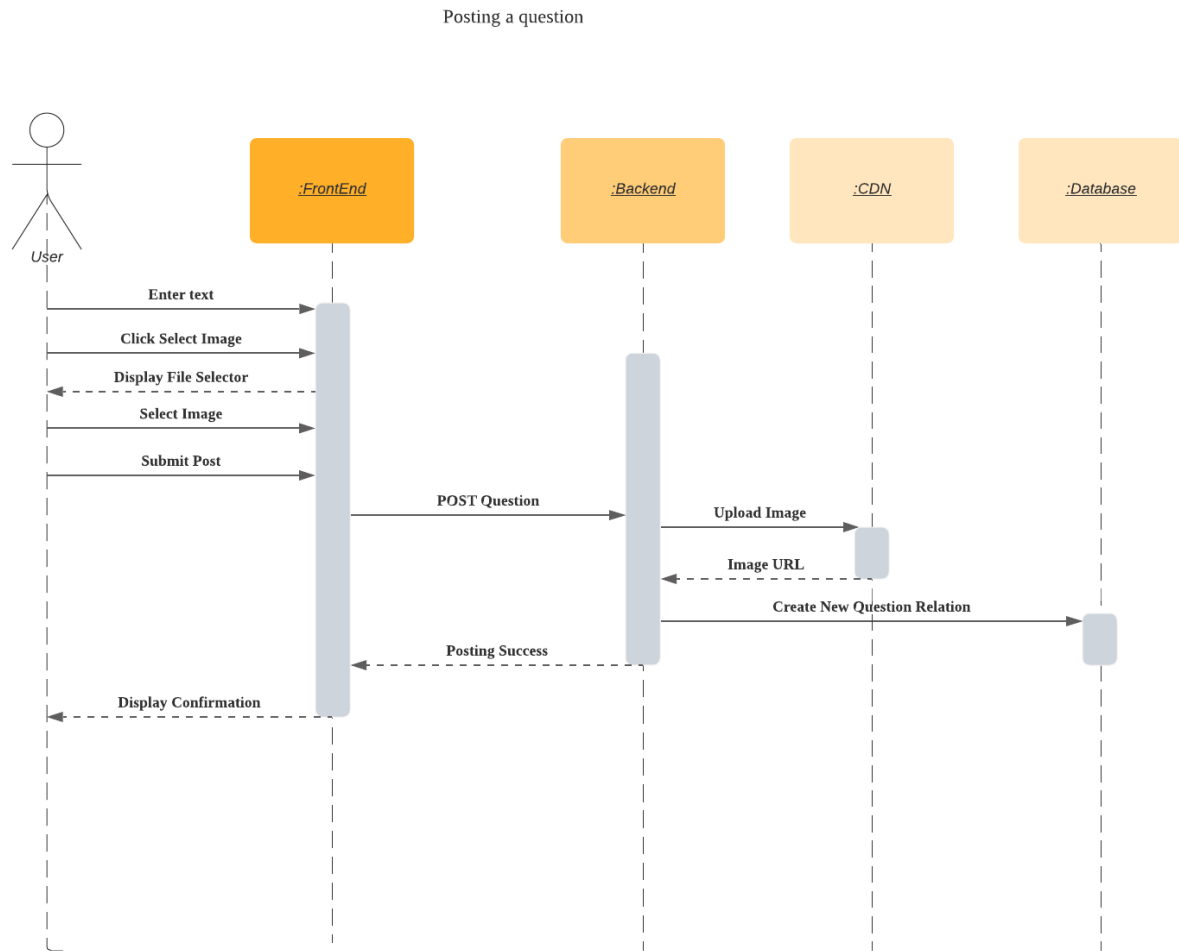 Posting a question
:FrontEnd
:Backend
:CDN
:Database
User
Enter text
Click Select Image
Display File Selector
Select Image
Submit Post
POST Question
Upload Image
Image URL
Create New Question Relation
Posting Success
Display Confirmation